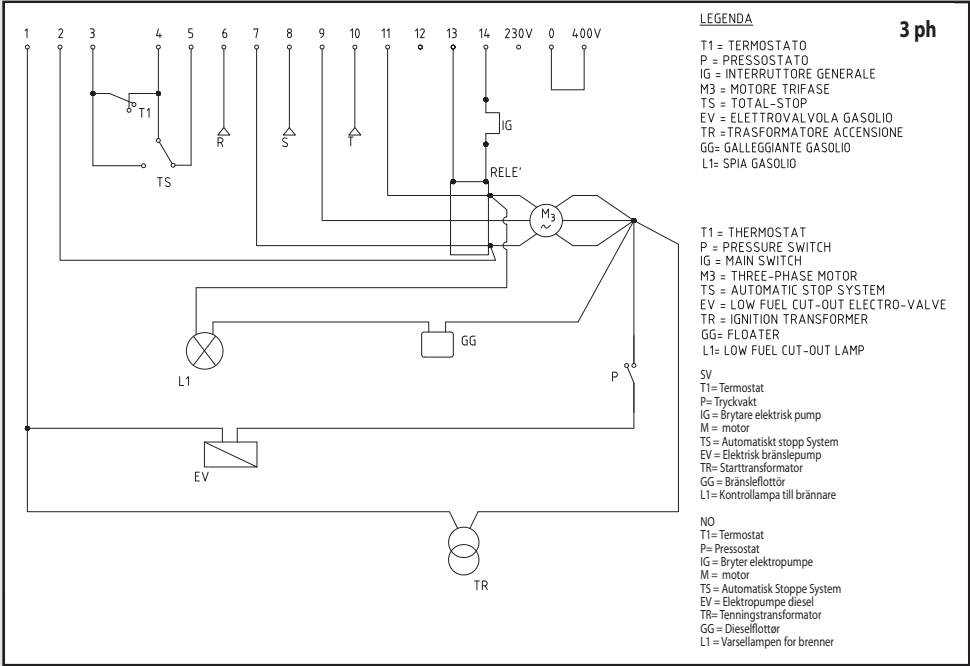 LEGENDA
3 ph
1 2 3 4 5 6 7 8 9 10 11 12 13 14 230V 0 400V
T1 = TERMOSTATO
P = PRESSOSTATO
IG = INTERRUTTORE GENERALE
M3 = MOTORE TRIFASE
TS = TOTAL-STOP
EV = ELETTROVALVOLA GASOLIO
TR =TRASFORMATORE ACCENSIONE
GG= GALLEGGIANTE GASOLIO
L1= SPIA GASOLIO
T1
IG
R S T
RELE'
TS
M3
~
T1 = THERMOSTAT
P = PRESSURE SWITCH
IG = MAIN SWITCH
M3 = THREE-PHASE MOTOR
TS = AUTOMATIC STOP SYSTEM
EV = LOW FUEL CUT-OUT ELECTRO-VALVE
TR = IGNITION TRANSFORMER
GG= FLOATER
L1= LOW FUEL CUT-OUT LAMP
GG
L1
P
EV
TR
SV
T1= Termostat
P= Tryckvakt
IG = Brytare elektrisk pump
M = motor
TS = Automatiskt stopp System
EV = Elektrisk bränslepump
TR= Starttransformator
GG = Bränsleflottör
L1= Kontrollampa till brännare
NO
T1= Termostat
P= Pressostat
IG = Bryter elektropumpe
M = motor
TS = Automatisk Stoppe System
EV = Elektropumpe diesel
TR= Tenningstransformator
GG = Dieselflottør
L1 = Varsellampen for brenner